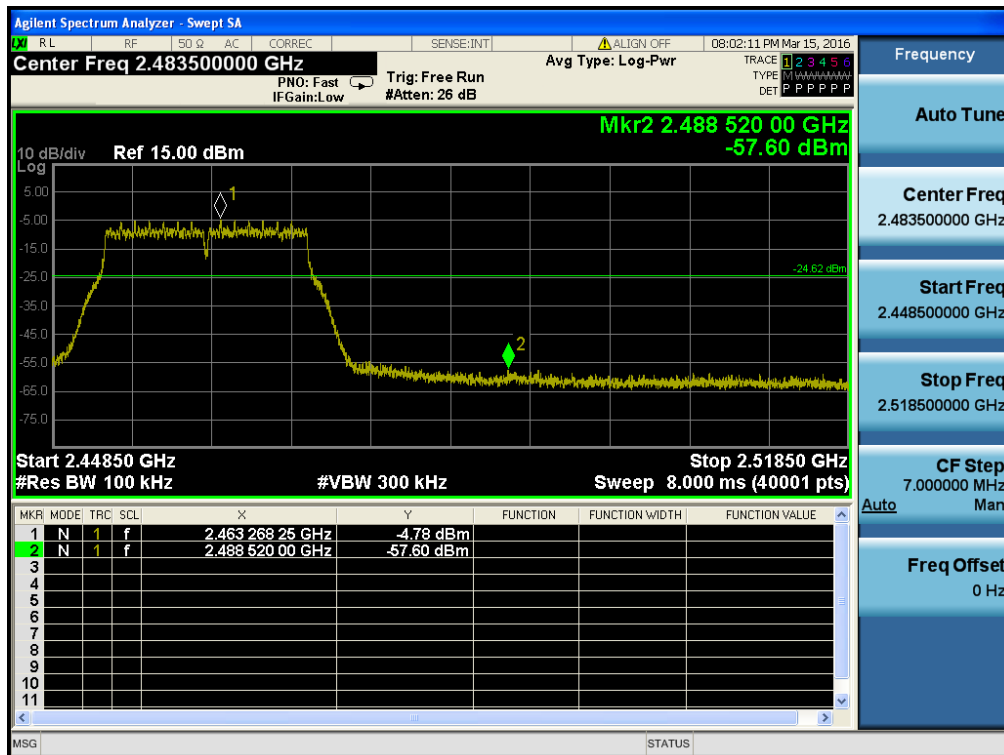 Agilent Spectrum Analyzer - Swept SA
LXI RL RF 50 Ω AC CORREC SENSE:INT ALIGN OFF 08:02:11 PM Mar 15, 2016
Center Freq 2.483500000 GHz
PNO: Fast
IFGain:Low
Trig: Free Run
#Atten: 26 dB
Avg Type: Log-Pwr
TRACE 1 2 3 4 5 6
TYPE MWWWWW
DET P P P P P P
Mkr2 2.488 520 00 GHz
-57.60 dBm
10 dB/div Ref 15.00 dBm
Log
1
5.00
-5.00
-15.0
-24.62 dBm
-25.0
-35.0
-45.0
2
-55.0
-65.0
-75.0
Start 2.44850 GHz Stop 2.51850 GHz
#Res BW 100 kHz #VBW 300 kHz Sweep 8.000 ms (40001 pts)
MKR MODE TRC SCL X Y FUNCTION FUNCTION WIDTH FUNCTION VALUE
1 N 1 f 2.463 268 25 GHz -4.78 dBm
2 N 1 f 2.488 520 00 GHz -57.60 dBm
3
4
5
6
7
8
9
10
11
MSG STATUS
Frequency
Auto Tune
Center Freq
2.483500000 GHz
Start Freq
2.448500000 GHz
Stop Freq
2.518500000 GHz
CF Step
7.000000 MHz
Auto Man
Freq Offset
0 Hz